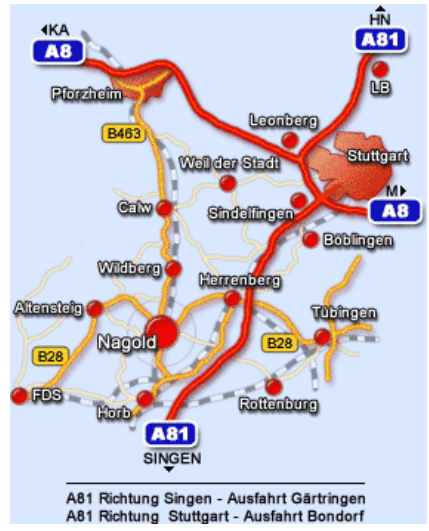 ◄KA
A8
HN
A81
Pforzheim
LB
Leonberg
B463
Stuttgart
Weil der Stadt
M►
A8
Calw
Sindelfingen
Böblingen
Wildberg
Herrenberg
Altensteig
Tübingen
Nagold
B28
B28
FDS
Horb
Rottenburg
A81
SINGEN
A81 Richtung Singen - Ausfahrt Gärtringen
A81 Richtung Stuttgart - Ausfahrt Bondorf